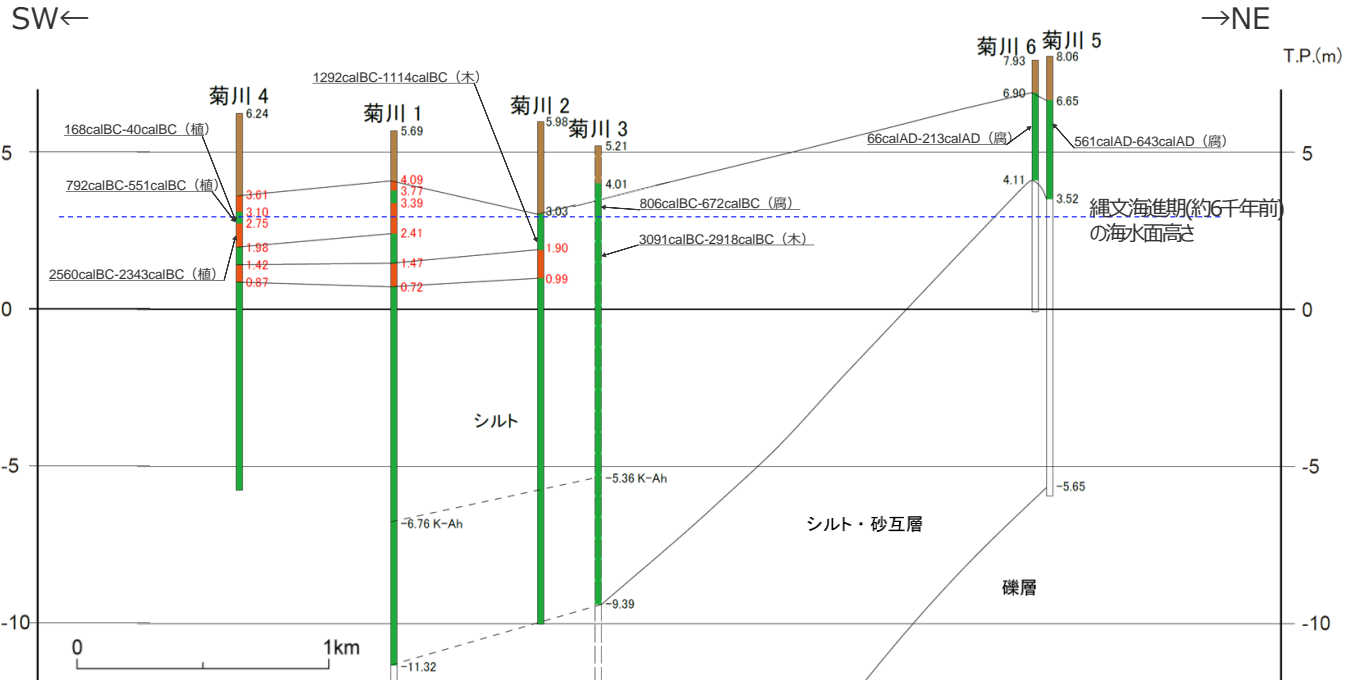 SW←
→NE
菊川 6
菊川 5
7.93
8.06
T.P.(m)
1292calBC-1114calBC（木）
菊川 4
6.24
菊川 1
5.69
菊川 2
5.98
菊川 3
5.21
6.90
6.65
168calBC-40calBC（植）
66calAD-213calAD（腐）
561calAD-643calAD（腐）
5
5
792calBC-551calBC（植）
3.61
3.10
2.75
1.98
1.42
0.87
4.09
3.77
3.39
2.41
1.47
0.72
3.03
1.90
0.99
4.01
4.11
3.52
806calBC-672calBC（腐）
縄文海進期(約6千年前)
の海水面高さ
3091calBC-2918calBC（木）
2560calBC-2343calBC（植）
0
0
シルト
-5
-5
-5.36 K-Ah
-5.65
-6.76 K-Ah
シルト・砂互層
礫層
-9.39
-10
-10
0
1km
-11.32